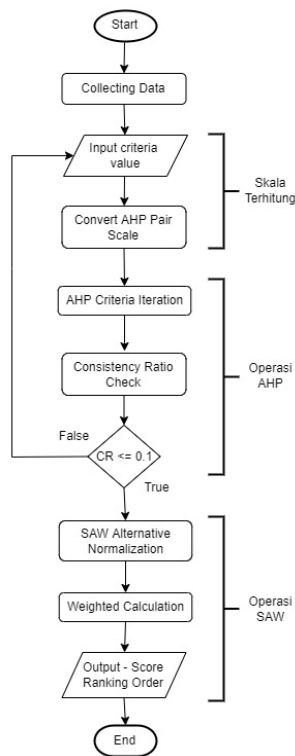 Start
Collecting Data
Input criteria
value
Skala
Terhitung
Convert AHP Pair
Scale
AHP Criteria Iteration
Consistency Ratio
Check
Operasi
AHP
False
CR <= 0.1
True
SAW Alternative
Normalization
Weighted Calculation
Operasi
SAW
Output - Score
Ranking Order
End